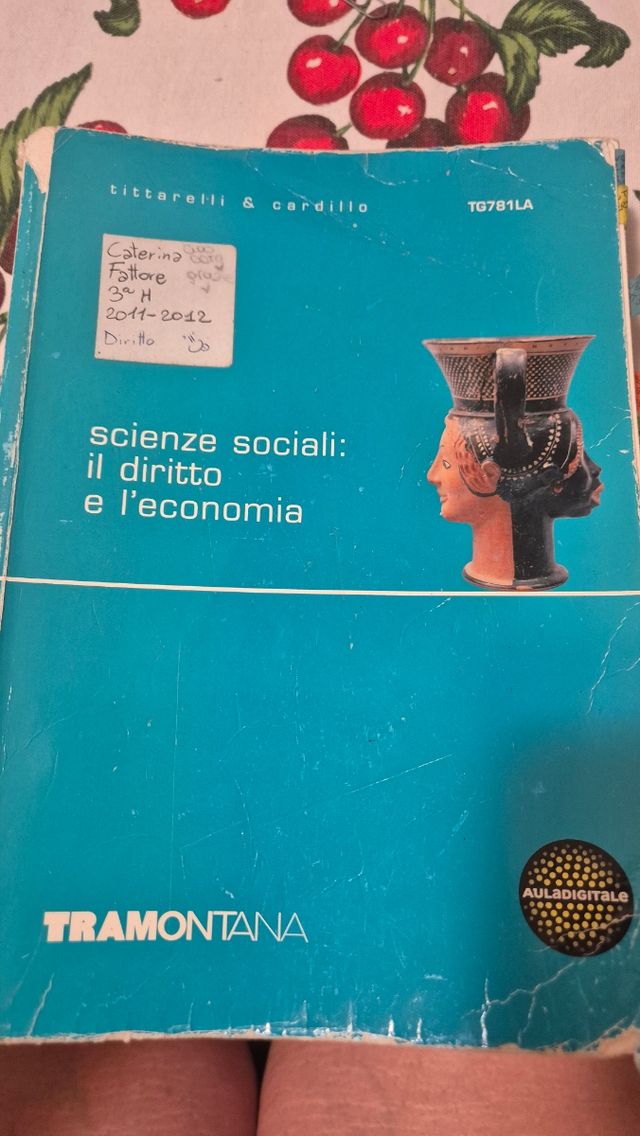 tittarelli & cardillo
TG781LA
Caterina
Fattore
3ª H
2011-2012
Diritto
scienze sociali:
il diritto
e l'economia
TRAMONTANA
AULADIGITALE